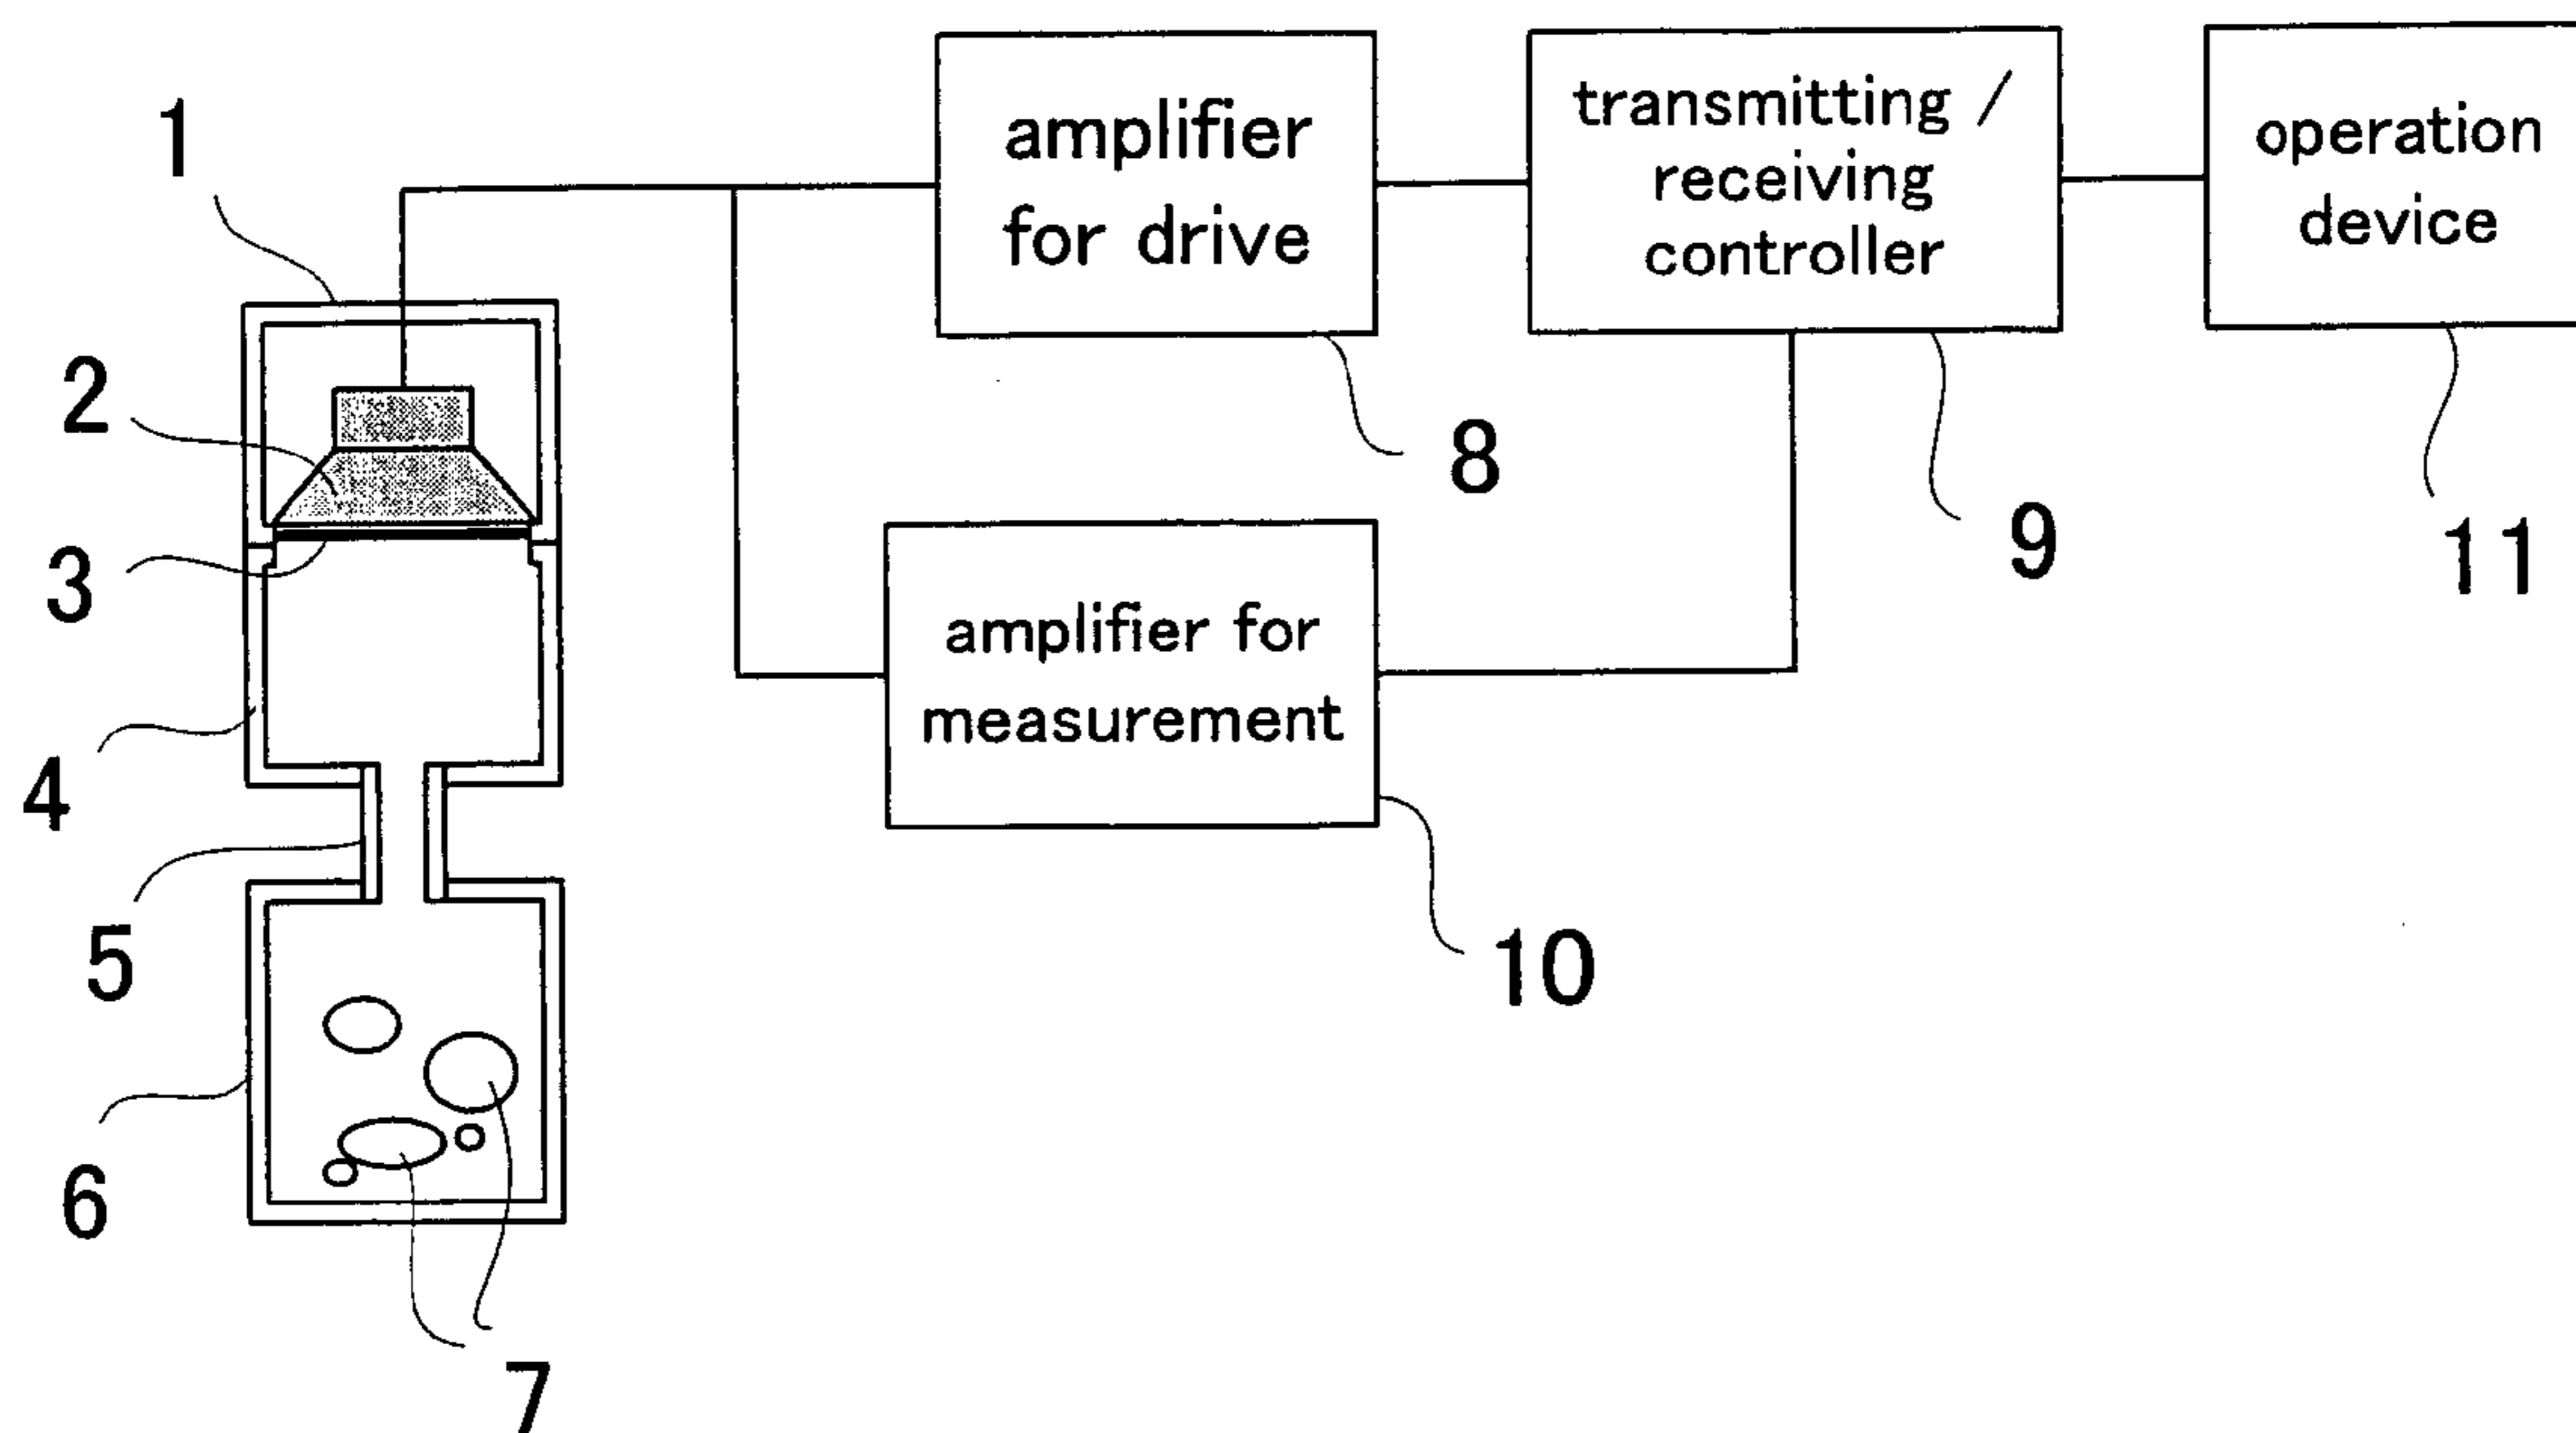 1
amplifier
for drive
transmitting /
receiving
controller
operation
device
2
8
3
9
11
amplifier for
measurement
4
5
10
6
7